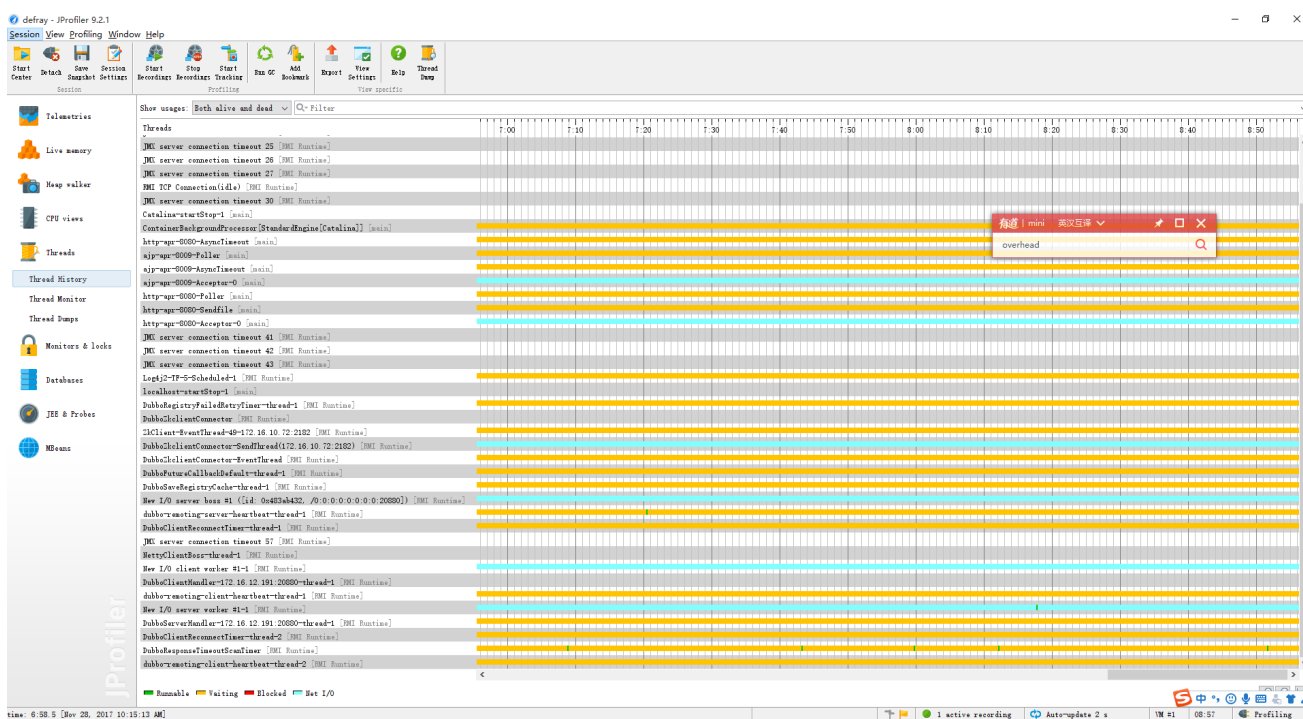 defray - JProfiler 9.2.1
Session View Profiling Window Help
Start Center Detach Save Snapshot Session Settings Start Recordings Stop Recordings Start Tracking Run GC Add Bookmark Export View Settings Help Thread Dump
Session Profiling View specific
Show usages: Both alive and dead Filter
Threads 7:00 7:10 7:20 7:30 7:40 7:50 8:00 8:10 8:20 8:30 8:40 8:50
Telemetries
Live memory
Heap walker
CPU views
Threads
Thread History
Thread Monitor
Thread Dumps
Monitors & locks
Databases
JEE & Probes
MBeans
JMX server connection timeout 25 [RMI Runtime]
JMX server connection timeout 26 [RMI Runtime]
JMX server connection timeout 27 [RMI Runtime]
RMI TCP Connection(idle) [RMI Runtime]
JMX server connection timeout 30 [RMI Runtime]
Catalina-startStop-1 [main]
ContainerBackgroundProcessor[StandardEngine[Catalina]] [main]
http-apr-8080-AsyncTimeout [main]
ajp-apr-8009-Poller [main]
ajp-apr-8009-AsyncTimeout [main]
ajp-apr-8009-Acceptor-0 [main]
http-apr-8080-Poller [main]
http-apr-8080-Sendfile [main]
http-apr-8080-Acceptor-0 [main]
JMX server connection timeout 41 [RMI Runtime]
JMX server connection timeout 42 [RMI Runtime]
JMX server connection timeout 43 [RMI Runtime]
Log4j2-TF-5-Scheduled-1 [RMI Runtime]
localhost-startStop-1 [main]
DubboRegistryFailedRetryTimer-thread-1 [RMI Runtime]
DubboZkclientConnector [RMI Runtime]
ZkClient-EventThread-49-172.16.10.72:2182 [RMI Runtime]
DubboZkclientConnector-SendThread(172.16.10.72:2182) [RMI Runtime]
DubboZkclientConnector-EventThread [RMI Runtime]
DubboFutureCallbackDefault-thread-1 [RMI Runtime]
DubboSaveRegistryCache-thread-1 [RMI Runtime]
New I/O server boss #1 ([id: 0x483ab432, /0:0:0:0:0:0:0:0:20880]) [RMI Runtime]
dubbo-remoting-server-heartbeat-thread-1 [RMI Runtime]
DubboClientReconnectTimer-thread-1 [RMI Runtime]
JMX server connection timeout 57 [RMI Runtime]
NettyClientBoss-thread-1 [RMI Runtime]
New I/O client worker #1-1 [RMI Runtime]
DubboClientHandler-172.16.12.191:20880-thread-1 [RMI Runtime]
dubbo-remoting-client-heartbeat-thread-1 [RMI Runtime]
New I/O server worker #1-1 [RMI Runtime]
DubboServerHandler-172.16.12.191:20880-thread-1 [RMI Runtime]
DubboClientReconnectTimer-thread-2 [RMI Runtime]
DubboResponseTimeoutScanTimer [RMI Runtime]
dubbo-remoting-client-heartbeat-thread-2 [RMI Runtime]
有道 mini 英汉互译
overhead
JProfiler
Runnable Waiting Blocked Net I/O
中
time: 6:58.5 [Nov 28, 2017 10:15:13 AM] 1 active recording Auto-update 2 s VM #1 08:57 Profiling